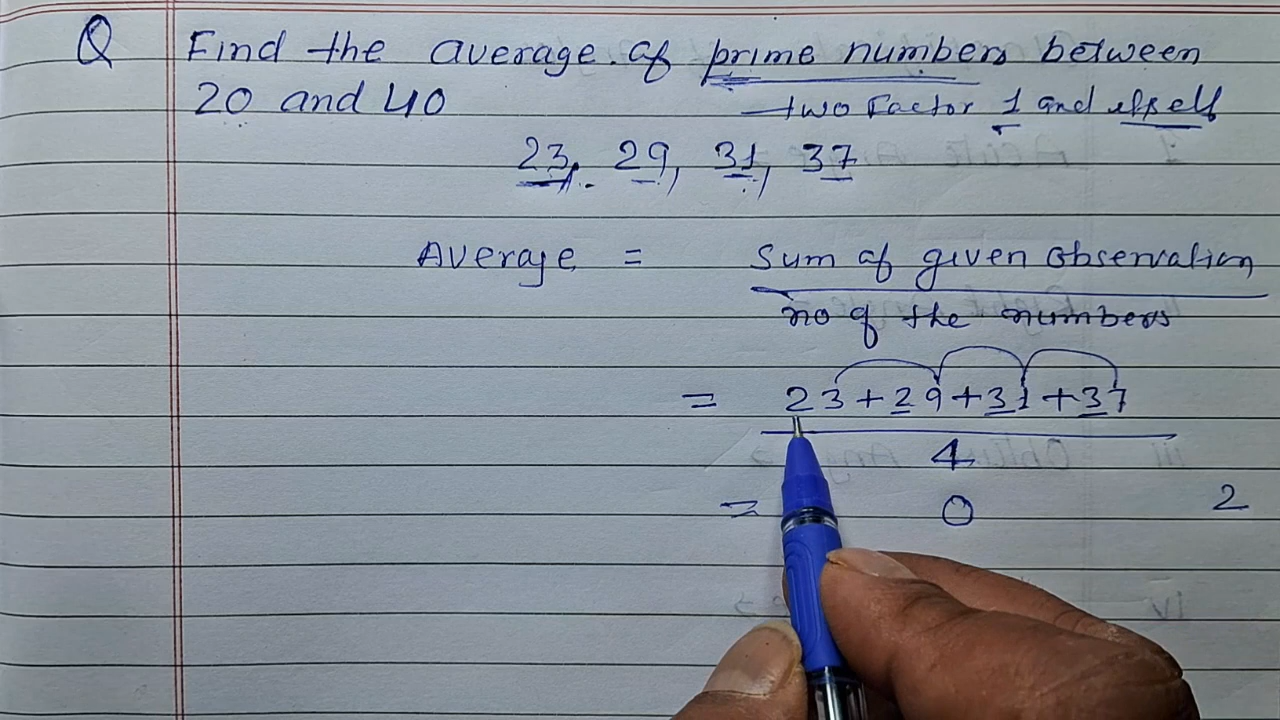 Q Find the average of prime numbers between
20 and 40 two Factor 1 and itself
23, 29, 31, 37
Average = Sum of given observation
no of the numbers
= 23+29+31+37
4
= 0 2